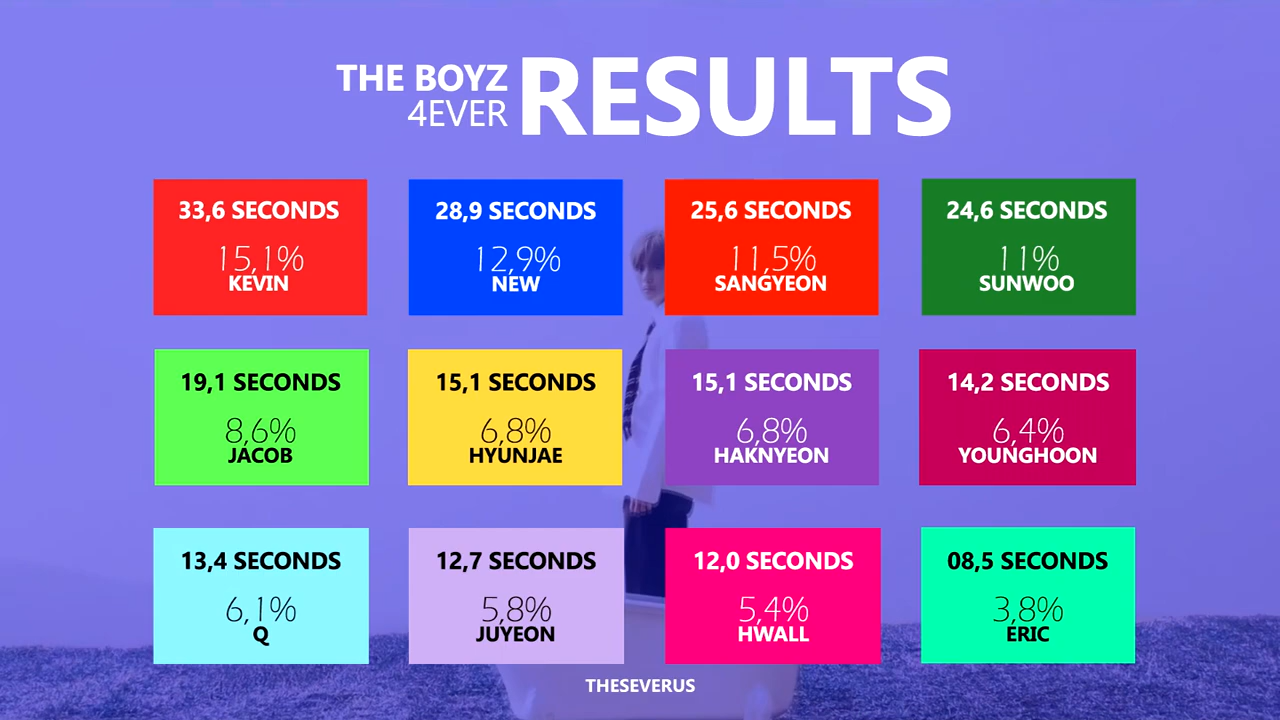 THE BOYZ
4EVER
RESULTS
33,6 SECONDS
15,1%
KEVIN
28,9 SECONDS
12,9%
NEW
25,6 SECONDS
11,5%
SANGYEON
24,6 SECONDS
11%
SUNWOO
19,1 SECONDS
8,6%
JACOB
15,1 SECONDS
6,8%
HYUNJAE
15,1 SECONDS
6,8%
HAKNYEON
14,2 SECONDS
6,4%
YOUNGHOON
13,4 SECONDS
6,1%
Q
12,7 SECONDS
5,8%
JUYEON
12,0 SECONDS
5,4%
HWALL
08,5 SECONDS
3,8%
ERIC
THESEVERUS